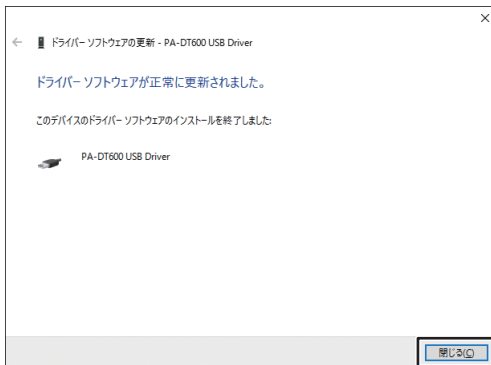 ドライバー ソフトウェアの更新 - PA-DT600 USB Driver
ドライバー ソフトウェアが正常に更新されました。
このデバイスのドライバー ソフトウェアのインストールを終了しました:
PA-DT600 USB Driver
閉じる(C)